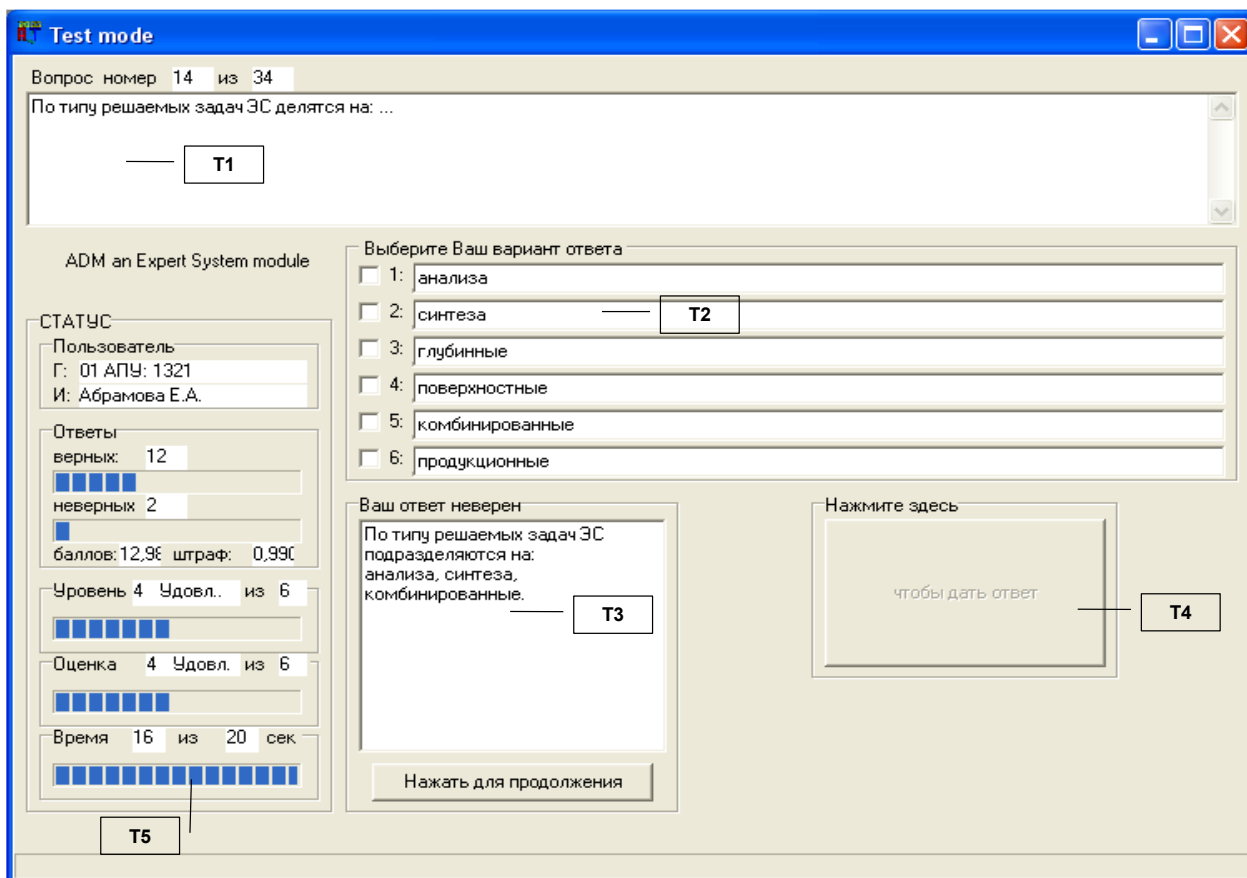 Test mode
Вопрос номер 14 из 34
По типу решаемых задач ЭС делятся на: ...
T1
ADM an Expert System module
Выберите Ваш вариант ответа
1: анализа
2: синтеза
T2
3: глубинные
4: поверхностные
5: комбинированные
6: продукционные
СТАТУС
Пользователь
Г: 01 АПУ: 1321
И: Абрамова Е.А.
Ответы
верных: 12
неверных 2
баллов: 12,98 штраф: 0,990
Уровень 4 Удовл.. из 6
Оценка 4 Удовл. из 6
Время 16 из 20 сек
T5
Ваш ответ неверен
По типу решаемых задач ЭС
подразделяются на:
анализа, синтеза,
комбинированные.
T3
Нажать для продолжения
Нажмите здесь
чтобы дать ответ
T4